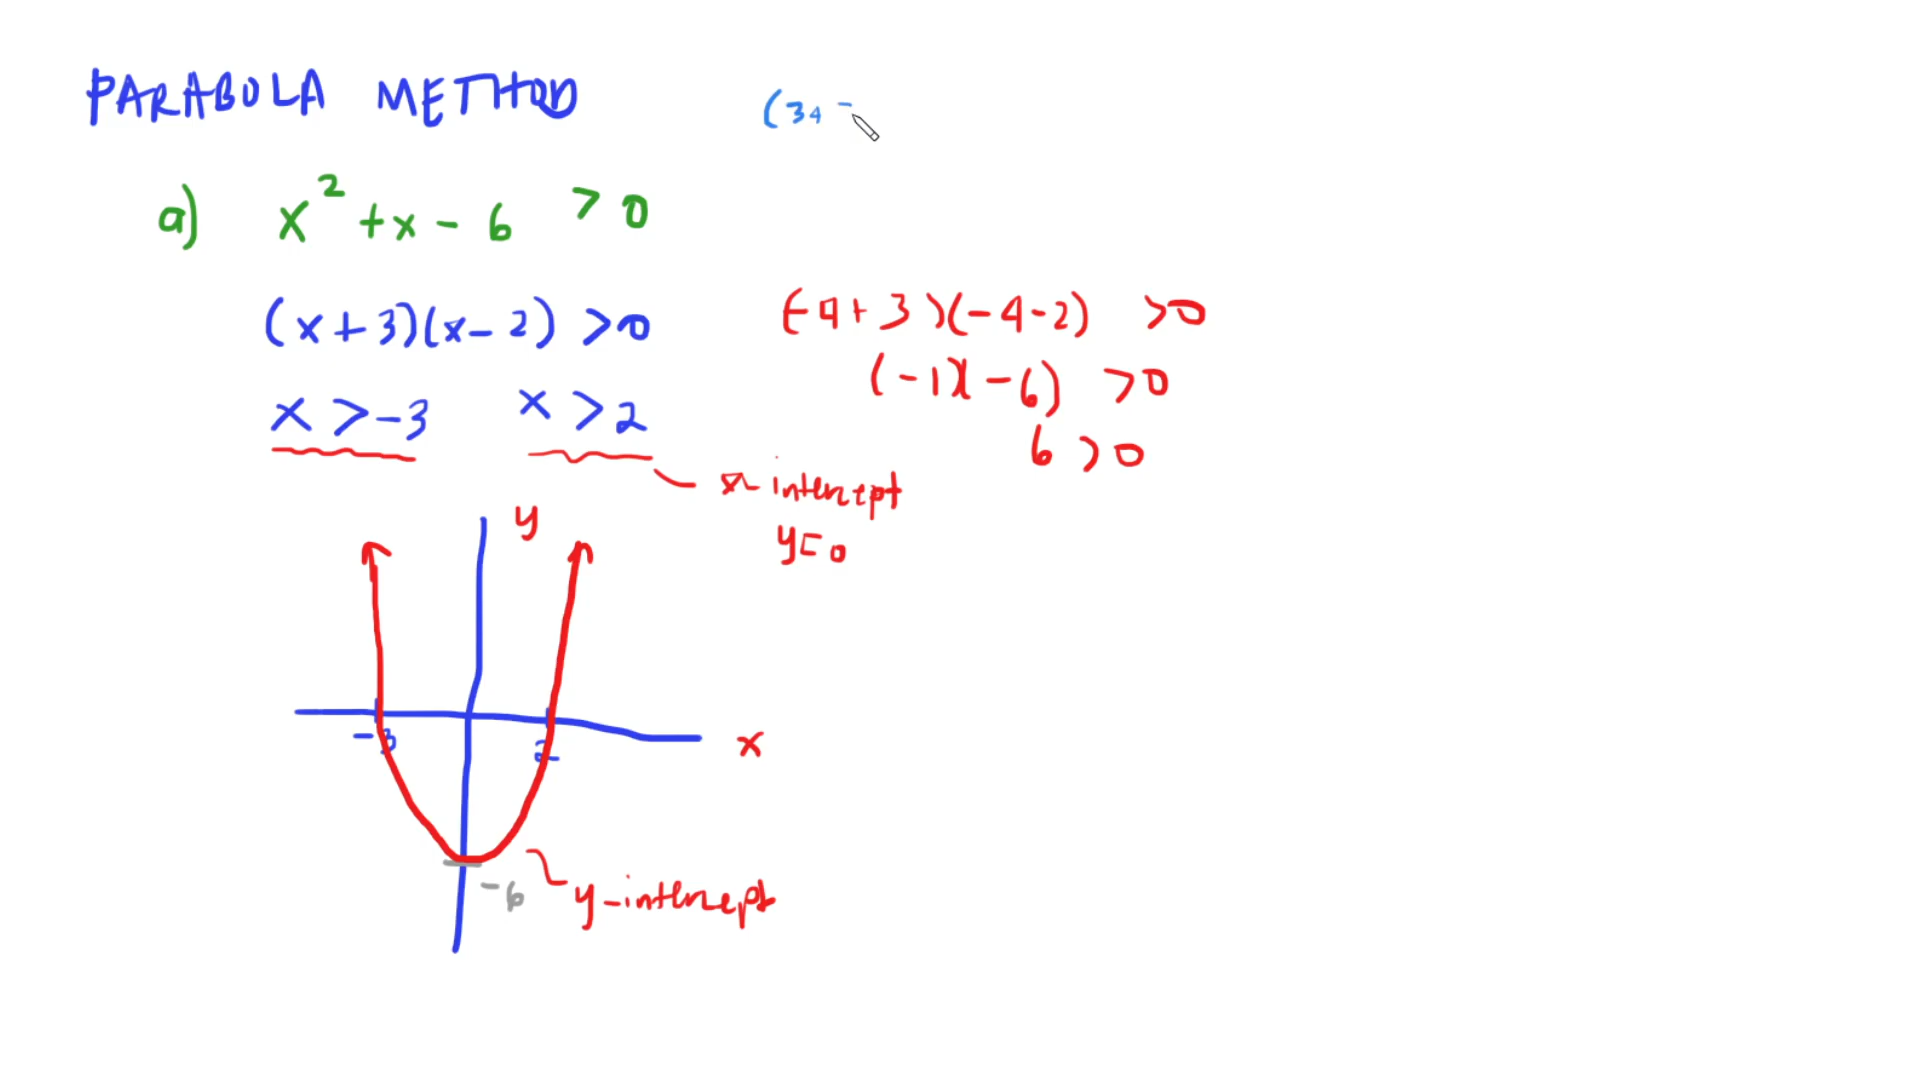 PARABOLA METHOD
(34 -
a) x² + x - 6 > 0
(x + 3)(x - 2) > 0
x > -3 x > 2
(-4 + 3)(-4 - 2) > 0
(-1)(-6) > 0
6 > 0
x-intercept
y = 0
y
-3
2
x
-6
y-intercept